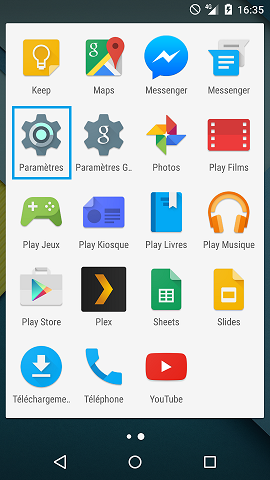 4G 16:35
Keep Maps Messenger Messenger
Paramètres Paramètres G.. Photos Play Films
Play Jeux Play Kiosque Play Livres Play Musique
Play Store Plex Sheets Slides
Téléchargeme.. Téléphone YouTube